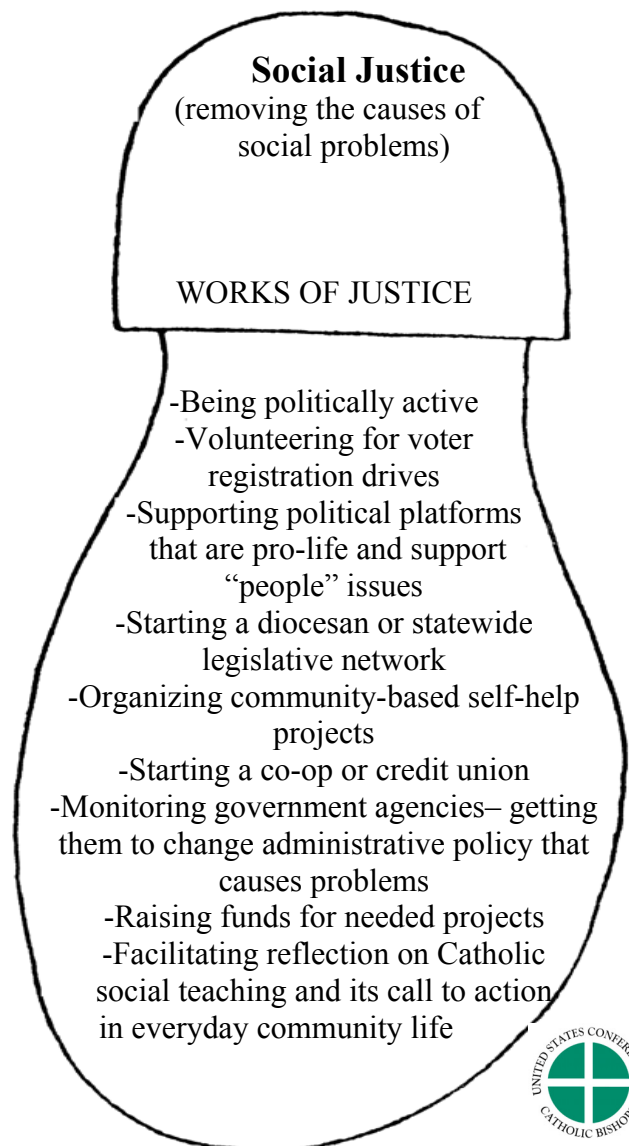 Social Justice
(removing the causes of
social problems)
WORKS OF JUSTICE
-Being politically active
-Volunteering for voter
registration drives
-Supporting political platforms
that are pro-life and support
“people” issues
-Starting a diocesan or statewide
legislative network
-Organizing community-based self-help
projects
-Starting a co-op or credit union
-Monitoring government agencies– getting
them to change administrative policy that
causes problems
-Raising funds for needed projects
-Facilitating reflection on Catholic
social teaching and its call to action
in everyday community life
UNITED STATES
CATHOLIC